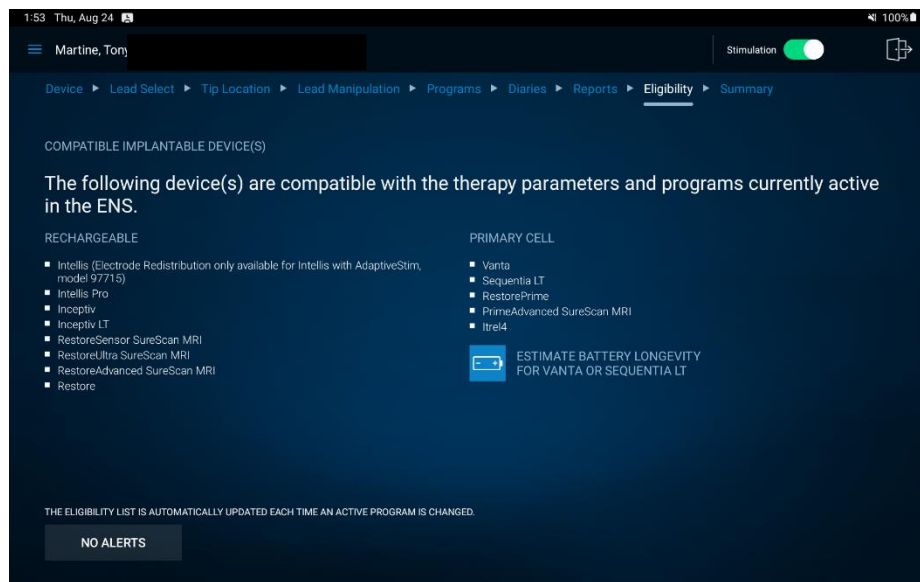 1:53 Thu, Aug 24
100%
Martine, Tony
Stimulation
Device ▶ Lead Select ▶ Tip Location ▶ Lead Manipulation ▶ Programs ▶ Diaries ▶ Reports ▶ Eligibility ▶ Summary
COMPATIBLE IMPLANTABLE DEVICE(S)
The following device(s) are compatible with the therapy parameters and programs currently active
in the ENS.
RECHARGEABLE
▪ Intellis (Electrode Redistribution only available for Intellis with AdaptiveStim,
model 97715)
▪ Intellis Pro
▪ Inceptiv
▪ Inceptiv LT
▪ RestoreSensor SureScan MRI
▪ RestoreUltra SureScan MRI
▪ RestoreAdvanced SureScan MRI
▪ Restore
PRIMARY CELL
▪ Vanta
▪ Sequentia LT
▪ RestorePrime
▪ PrimeAdvanced SureScan MRI
▪ Itrel4
ESTIMATE BATTERY LONGEVITY
FOR VANTA OR SEQUENTIA LT
THE ELIGIBILITY LIST IS AUTOMATICALLY UPDATED EACH TIME AN ACTIVE PROGRAM IS CHANGED.
NO ALERTS